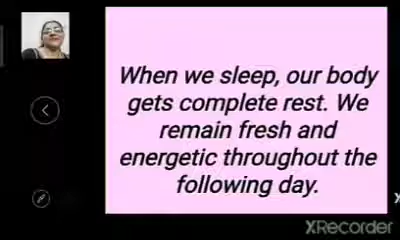 When we sleep, our body
gets complete rest. We
remain fresh and
energetic throughout the
following day.
XRecorder